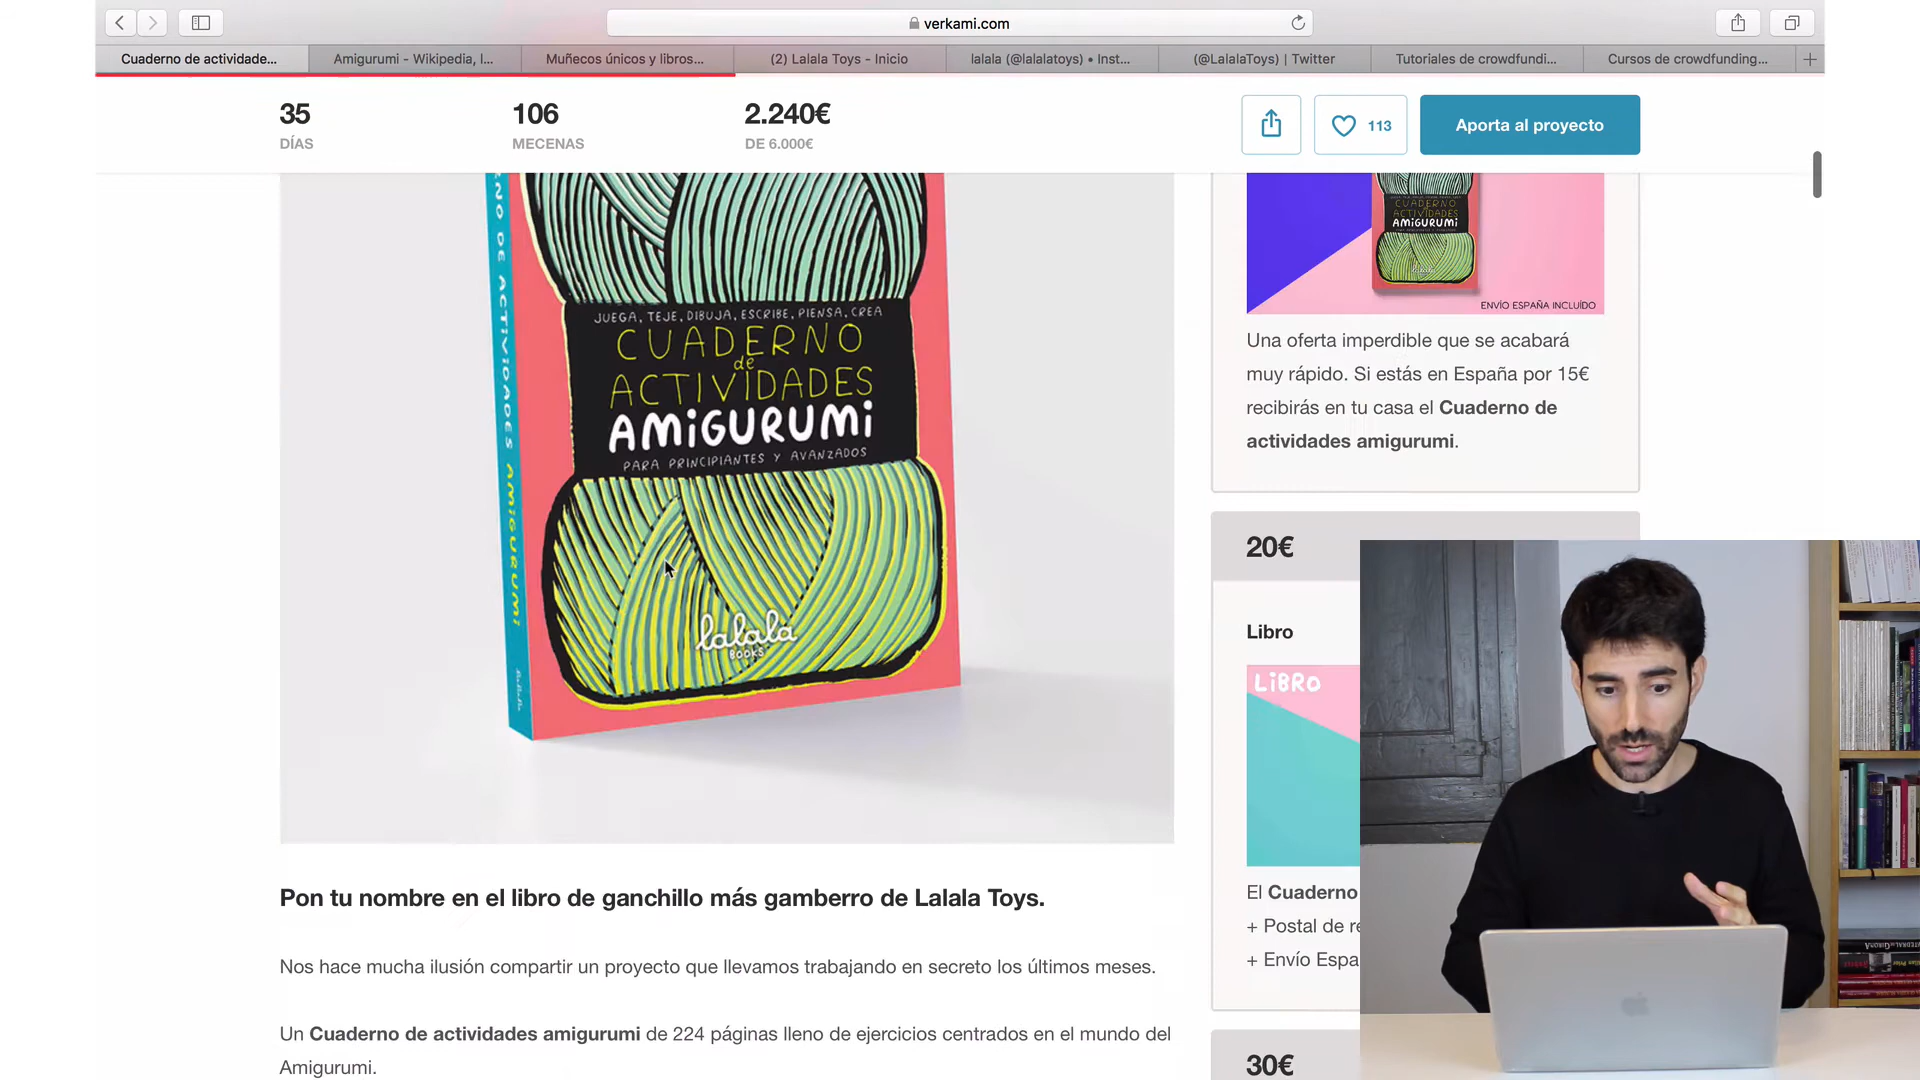 verkami.com
Cuaderno de actividade...
Amigurumi - Wikipedia, l...
Muñecos únicos y libros...
(2) Lalala Toys - Inicio
lalala (@lalalatoys) • Inst...
(@LalalaToys) | Twitter
Tutoriales de crowdfundi...
Cursos de crowdfunding...
35
DÍAS
106
MECENAS
2.240€
DE 6.000€
113
Aporta al proyecto
NO DE ACTIVIDADES AMIGURUMI
JUEGA, TEJE, DIBUJA, ESCRIBE, PIENSA, CREA
CUADERNO
de
ACTIVIDADES
AMiGURUMi
PARA PRINCIPIANTES Y AVANZADOS
lalala
BOOKS
Pon tu nombre en el libro de ganchillo más gamberro de Lalala Toys.
Nos hace mucha ilusión compartir un proyecto que llevamos trabajando en secreto los últimos meses.
Un Cuaderno de actividades amigurumi de 224 páginas lleno de ejercicios centrados en el mundo del
Amigurumi.
CUADERNO
de
ACTIVIDADES
AMiGURUMi
ENVÍO ESPAÑA INCLUÍDO
Una oferta imperdible que se acabará
muy rápido. Si estás en España por 15€
recibirás en tu casa el Cuaderno de
actividades amigurumi.
20€
Libro
LiBRO
El Cuaderno
+ Postal de re
+ Envío Espa
30€